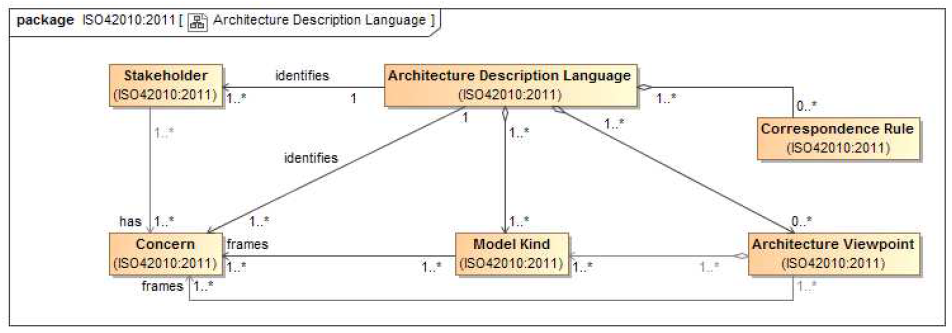 package ISO42010:2011 [ Architecture Description Language ]
Stakeholder
(ISO42010:2011)
identifies
1..*
1
Architecture Description Language
(ISO42010:2011)
1..*
0..*
Correspondence Rule
(ISO42010:2011)
1..*
1
1..*
1..*
identifies
has
1..*
1..*
1..*
0..*
Concern
(ISO42010:2011)
frames
1..*
1..*
Model Kind
(ISO42010:2011)
1..*
1..*
Architecture Viewpoint
(ISO42010:2011)
frames
1..*
1..*